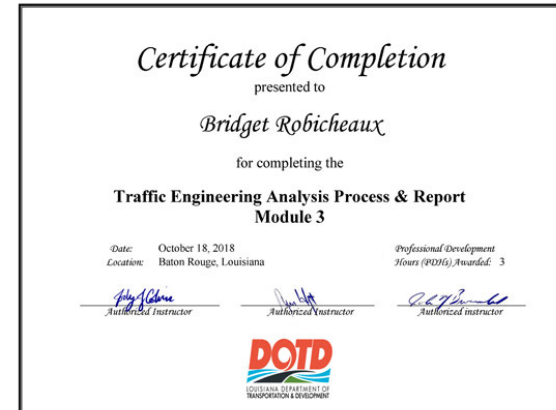 Certificate of Completion
presented to
Bridget Robicheaux
for completing the
Traffic Engineering Analysis Process & Report
Module 3
Date: October 18, 2018
Location: Baton Rouge, Louisiana
Professional Development
Hours (PDHs) Awarded: 3
Authorized Instructor
Authorized Instructor
Authorized instructor
DOTD
LOUISIANA DEPARTMENT OF
TRANSPORTATION & DEVELOPMENT